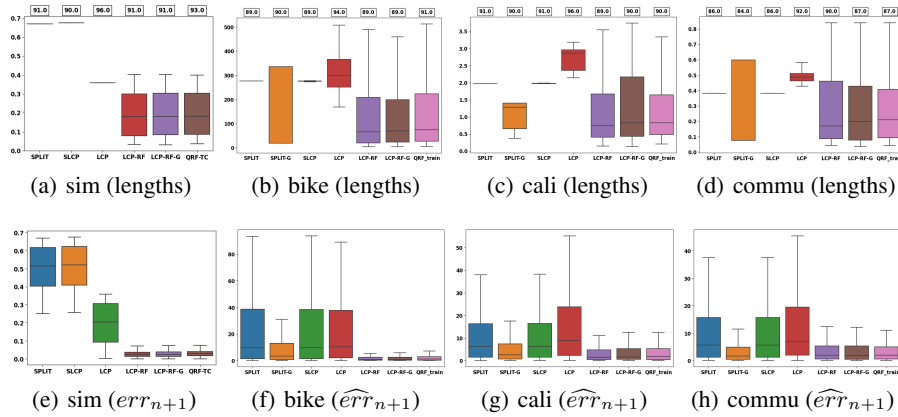 91.0 90.0 96.0 91.0 91.0 93.0
0.7
0.6
0.5
0.4
0.3
0.2
0.1
0.0
SPLIT SLCP LCP LCP-RF LCP-RF-G QRF-TC
(a) sim (lengths)
89.0 90.0 89.0 94.0 89.0 89.0 91.0
500
400
300
200
100
0
SPLIT SPLIT-G SLCP LCP LCP-RF LCP-RF-G QRF_train
(b) bike (lengths)
91.0 90.0 91.0 96.0 89.0 90.0 90.0
3.5
3.0
2.5
2.0
1.5
1.0
0.5
0.0
SPLIT SPLIT-G SLCP LCP LCP-RF LCP-RF-G QRF_train
(c) cali (lengths)
86.0 84.0 86.0 92.0 90.0 87.0 87.0
0.8
0.6
0.4
0.2
0.0
SPLIT SPLIT-G SLCP LCP LCP-RF LCP-RF-G QRF_train
(d) commu (lengths)
0.7
0.6
0.5
0.4
0.3
0.2
0.1
0.0
SPLIT SLCP LCP LCP-RF LCP-RF-G QRF-TC
(e) sim (err_{n+1})
80
60
40
20
0
SPLIT SPLIT-G SLCP LCP LCP-RF LCP-RF-G QRF_train
(f) bike (\widehat{err}_{n+1})
50
40
30
20
10
0
SPLIT SPLIT-G SLCP LCP LCP-RF LCP-RF-G QRF_train
(g) cali (\widehat{err}_{n+1})
50
40
30
20
10
0
SPLIT SPLIT-G SLCP LCP LCP-RF LCP-RF-G QRF_train
(h) commu (\widehat{err}_{n+1})